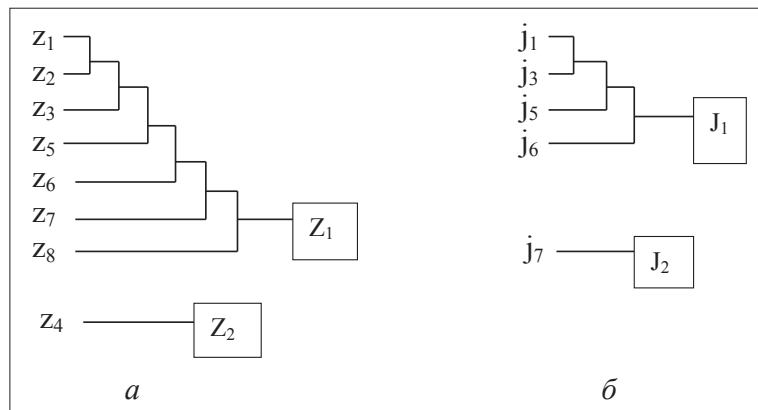 z₁
z₂
z₃
z₅
z₆
z₇
z₈
Z₁
z₄
Z₂
а
j₁
j₃
j₅
j₆
J₁
j₇
J₂
б